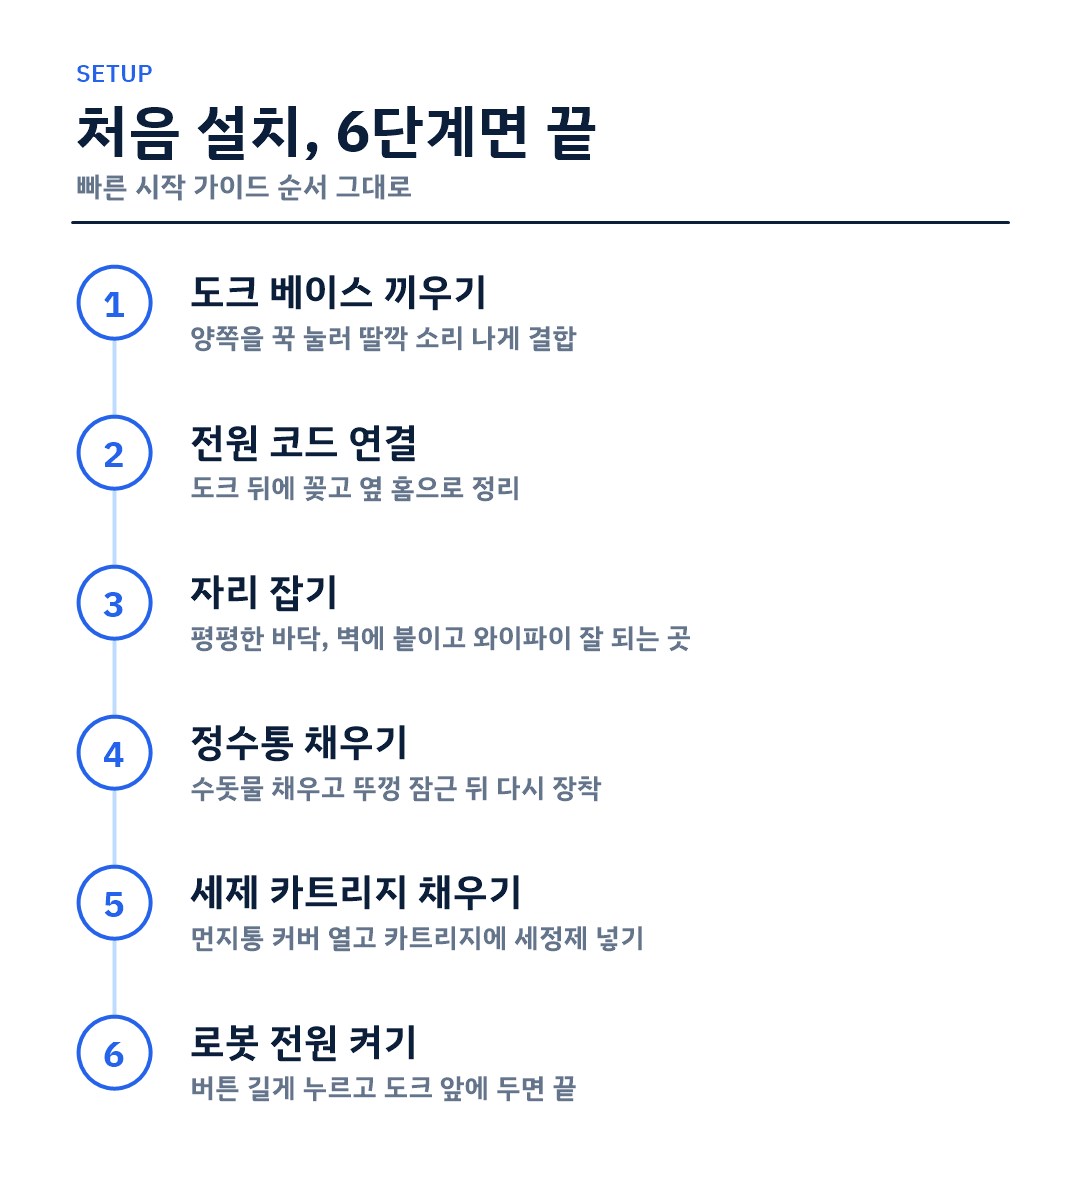 SETUP
처음 설치, 6단계면 끝
빠른 시작 가이드 순서 그대로
1
도크 베이스 끼우기
양쪽을 꾹 눌러 딸깍 소리 나게 결합
2
전원 코드 연결
도크 뒤에 꽂고 옆 홈으로 정리
3
자리 잡기
평평한 바닥, 벽에 붙이고 와이파이 잘 되는 곳
4
정수통 채우기
수돗물 채우고 뚜껑 잠근 뒤 다시 장착
5
세제 카트리지 채우기
먼지통 커버 열고 카트리지에 세정제 넣기
6
로봇 전원 켜기
버튼 길게 누르고 도크 앞에 두면 끝